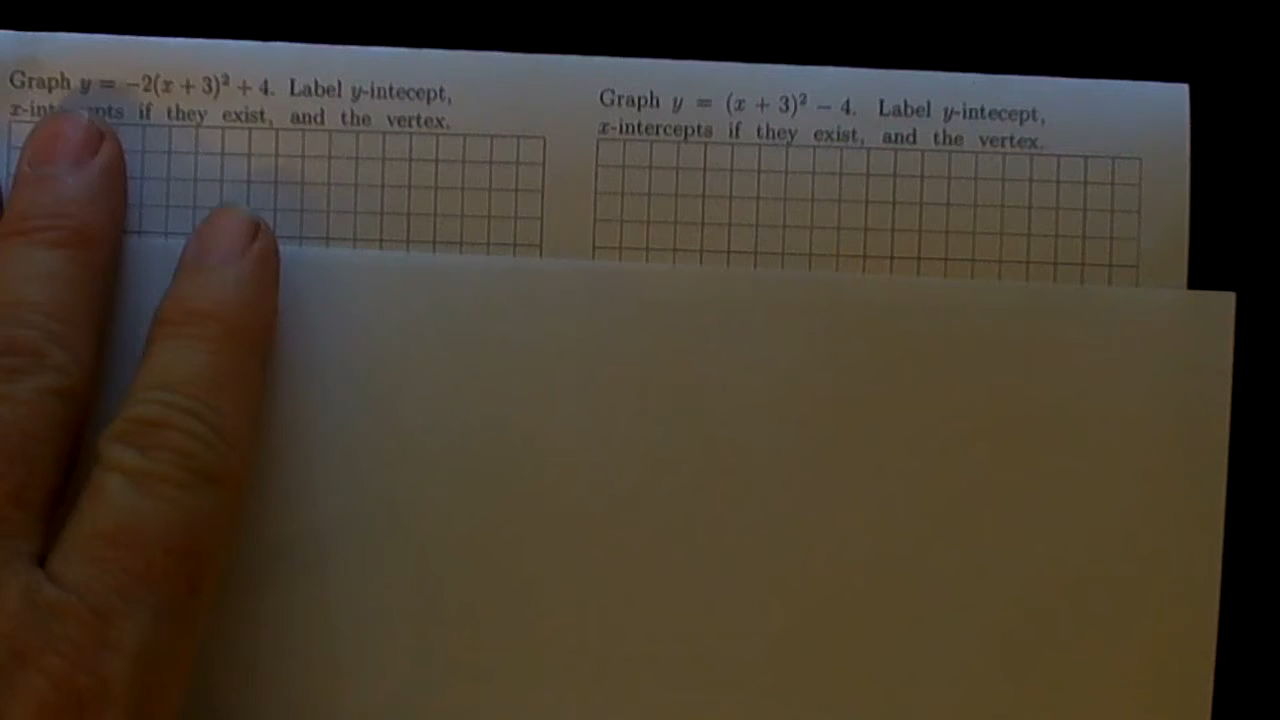 Graph y = −2(x + 3)² + 4. Label y-intecept,
if they exist, and the vertex.
Graph y = (x + 3)² − 4. Label y-intecept,
x-intercepts if they exist, and the vertex.